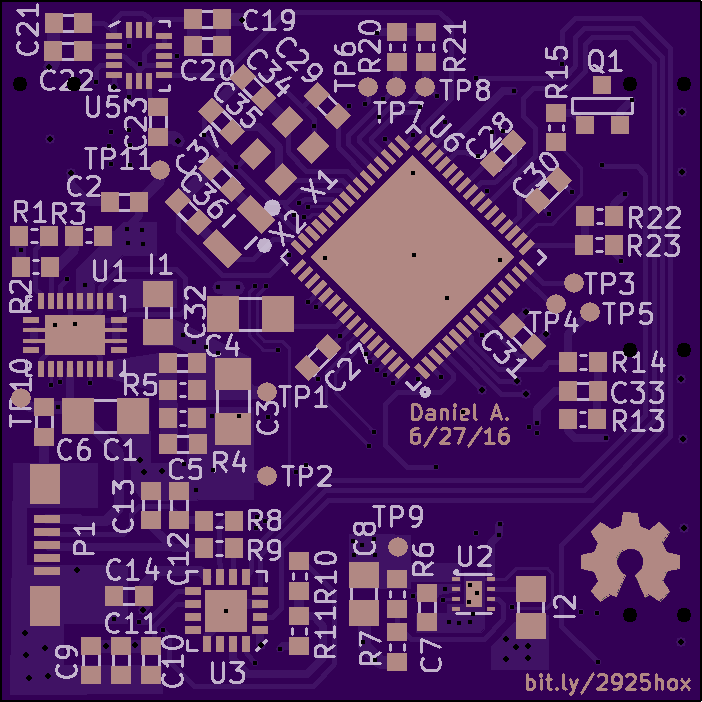 C21
C19
C22
C20
U5
C23
TP11
C34
C29
C35
C37
C36
C2
X1
X2
TP6
R20
R21
TP7
TP8
U6
Q1
R15
C28
C30
R22
R23
TP3
TP4
TP5
R1
R3
R2
U1
I1
C32
C4
C27
C31
R14
C33
R13
TP10
R5
C6
C1
C5
R4
C3
TP1
TP2
Daniel A.
6/27/16
P1
C13
C12
R8
R9
C14
C11
C9
C10
U3
R10
R11
C8
TP9
R6
R7
C7
U2
I2
bit.ly/2925hox